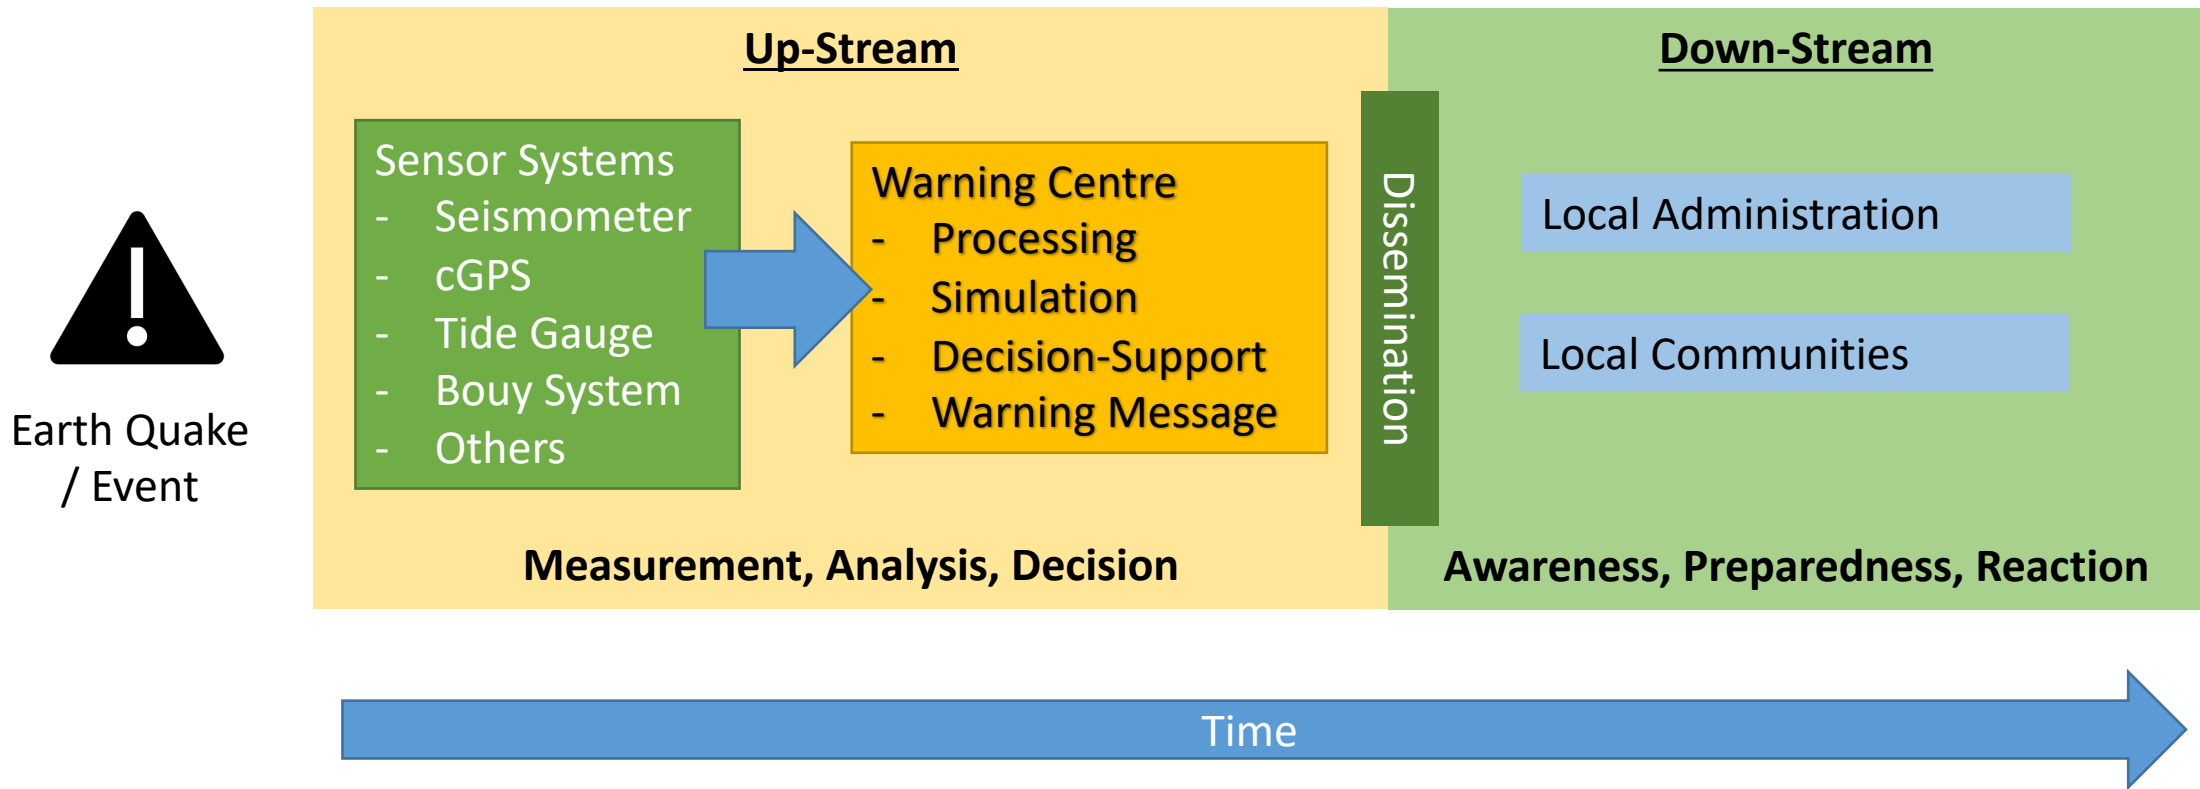 Up-Stream
Down-Stream
Earth Quake
/ Event
Sensor Systems
- Seismometer
- cGPS
- Tide Gauge
- Bouy System
- Others
Warning Centre
- Processing
- Simulation
- Decision-Support
- Warning Message
Dissemination
Local Administration
Local Communities
Measurement, Analysis, Decision
Awareness, Preparedness, Reaction
Time